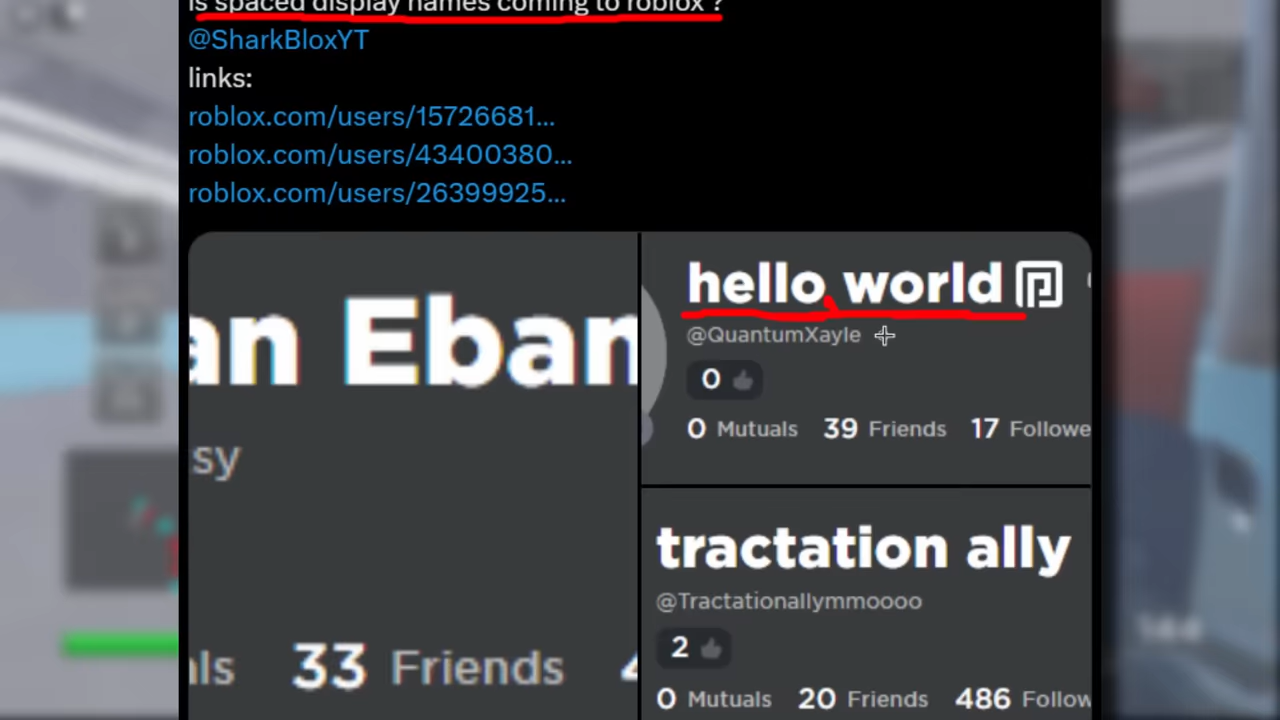 is spaced display names coming to roblox ?
@SharkBloxYT
links:
roblox.com/users/15726681...
roblox.com/users/43400380...
roblox.com/users/26399925...
an Eban
sy
ls 33 Friends
hello world
@QuantumXayle
0
0 Mutuals 39 Friends 17 Followe
tractation ally
@Tractationallymmoooo
2
0 Mutuals 20 Friends 486 Follow